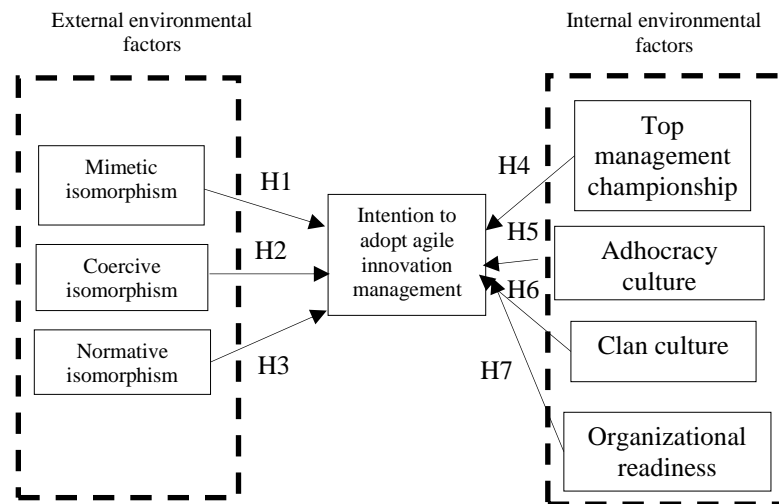 External environmental
factors
Internal environmental
factors
Mimetic
isomorphism
Coercive
isomorphism
Normative
isomorphism
H1
H2
H3
Intention to
adopt agile
innovation
management
H4
H5
H6
H7
Top
management
championship
Adhocracy
culture
Clan culture
Organizational
readiness